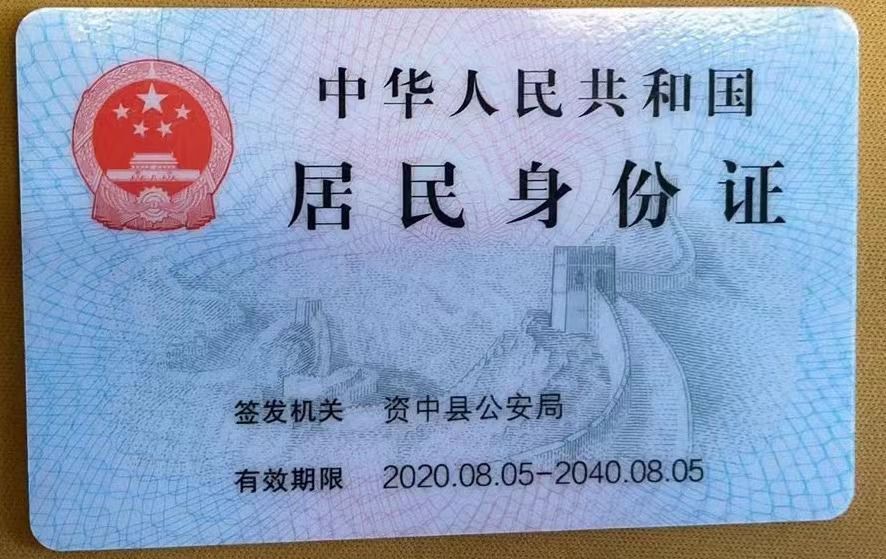 中华人民共和国
居民身份证
签发机关 资中县公安局
有效期限 2020.08.05-2040.08.05